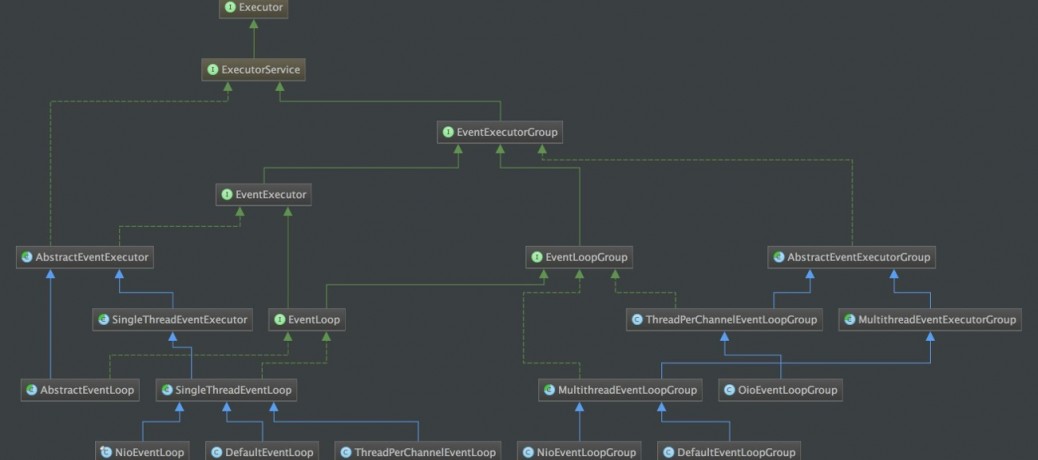 Executor
ExecutorService
EventExecutorGroup
EventExecutor
AbstractEventExecutor
EventLoopGroup
AbstractEventExecutorGroup
SingleThreadEventExecutor
EventLoop
ThreadPerChannelEventLoopGroup
MultithreadEventExecutorGroup
AbstractEventLoop
SingleThreadEventLoop
MultithreadEventLoopGroup
OioEventLoopGroup
NioEventLoop
DefaultEventLoop
ThreadPerChannelEventLoop
NioEventLoopGroup
DefaultEventLoopGroup